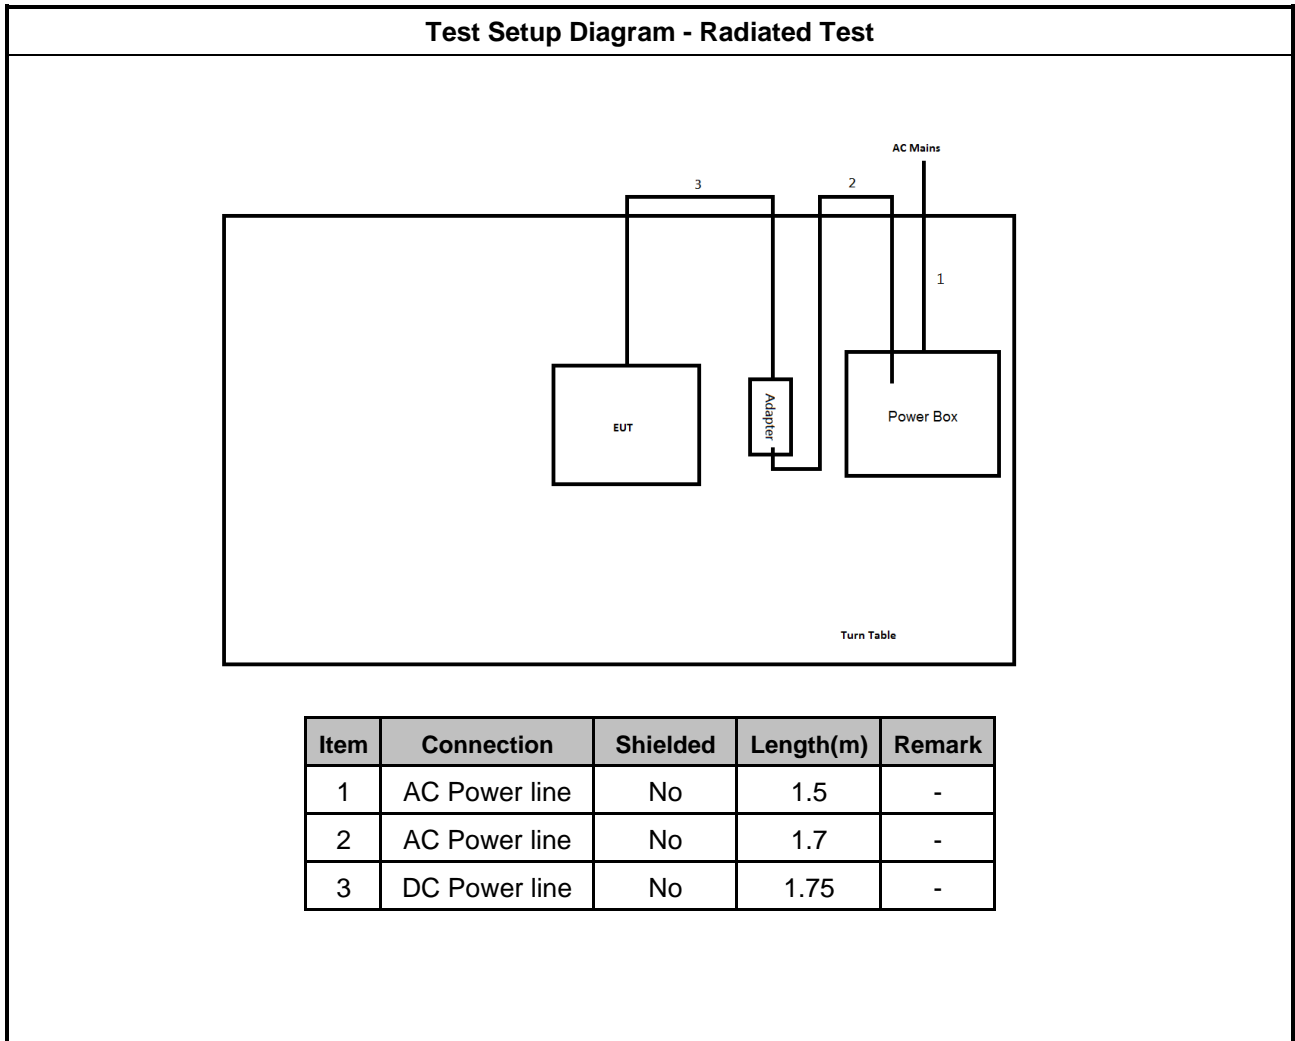 Test Setup Diagram - Radiated Test
AC Mains
3
2
1
Adapter
EUT
Power Box
Turn Table
Item Connection Shielded Length(m) Remark
1 AC Power line No 1.5 -
2 AC Power line No 1.7 -
3 DC Power line No 1.75 -